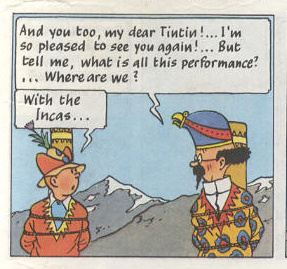 And you too, my dear Tintin!... I'm
so pleased to see you again!... But
tell me, what is all this performance?
... Where are we?
With the
Incas...